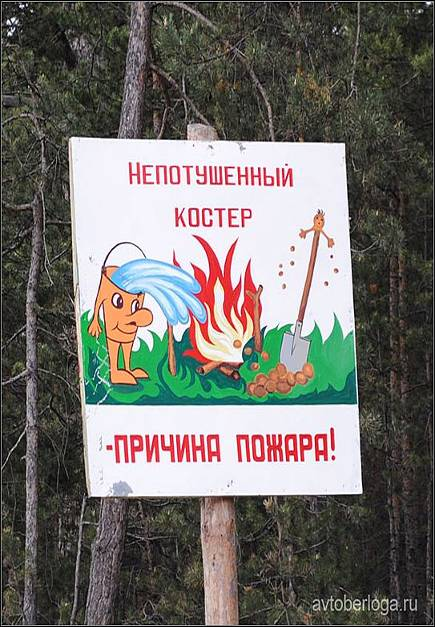 Непотушенный
костер
-причина пожара!
avtoberloga.ru